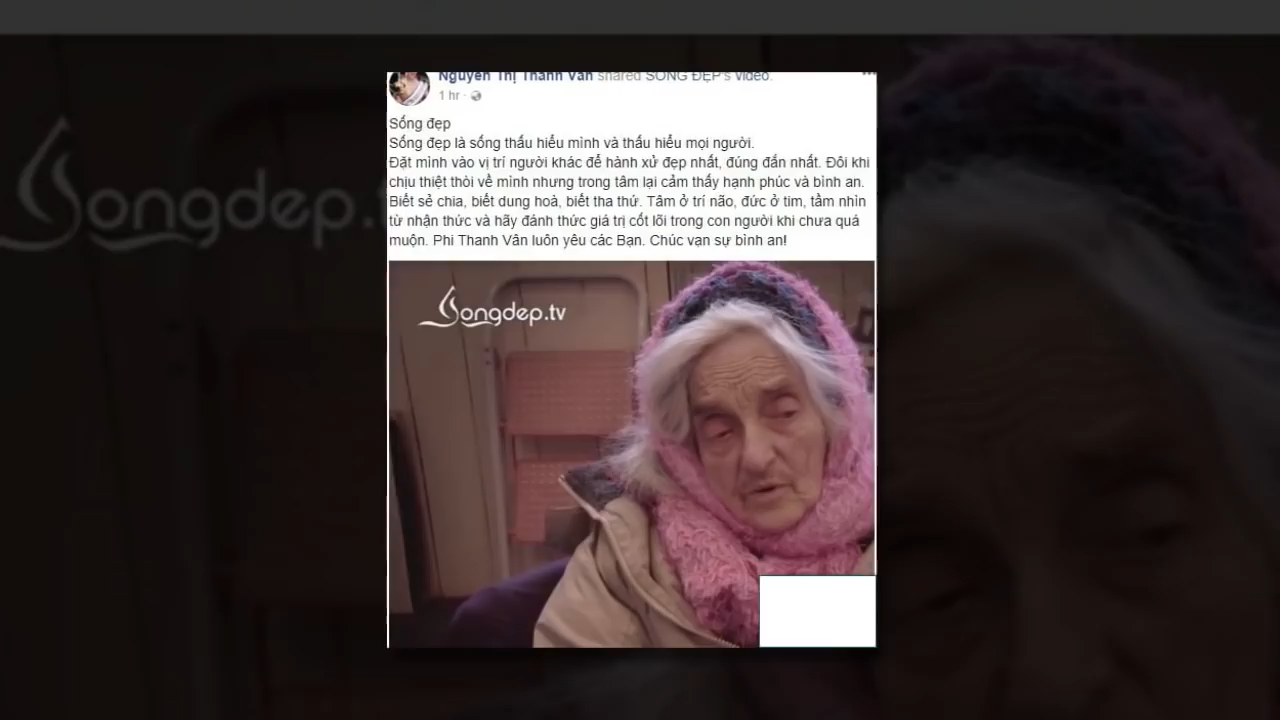 Nguyễn Thị Thanh Vân shared SỐNG ĐẸP's video.
1 hr ·
Sống đẹp
Sống đẹp là sống thấu hiểu mình và thấu hiểu mọi người.
Đặt mình vào vị trí người khác để hành xử đẹp nhất, đúng đắn nhất. Đôi khi
chịu thiệt thòi về mình nhưng trong tâm lại cảm thấy hạnh phúc và bình an.
Biết sẻ chia, biết dung hoà, biết tha thứ. Tâm ở trí não, đức ở tim, tầm nhìn
từ nhận thức và hãy đánh thức giá trị cốt lõi trong con người khi chưa quá
muộn. Phi Thanh Vân luôn yêu các Bạn. Chúc vạn sự bình an!
Songdep.tv
Songdep.